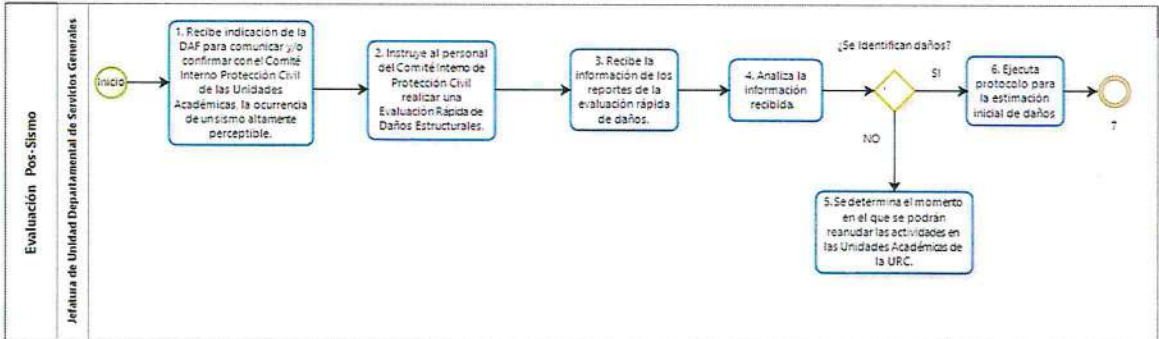 Evaluación Pos-Sismo
Jefatura de Unidad Departamental de Servicios Generales
Inicio
1. Recibe indicación de la
DAF para comunicar y/o
confirmar con el Comité
Interno Protección Civil
de las Unidades
Académicas, la ocurrencia
de un sismo altamente
perceptible.
2. Instruye al personal
del Comité Interno de
Protección Civil
realizar una
Evaluación Rápida de
Daños Estructurales.
3. Recibe la
información de los
reportes de la
evaluación rápida
de daños.
4. Analiza la
información
recibida.
¿Se Identifican daños?
SI
NO
6. Ejecuta
protocolo para
la estimación
inicial de daños
7
5. Se determina el momento
en el que se podrán
reanudar las actividades en
las Unidades Académicas de
la URC.